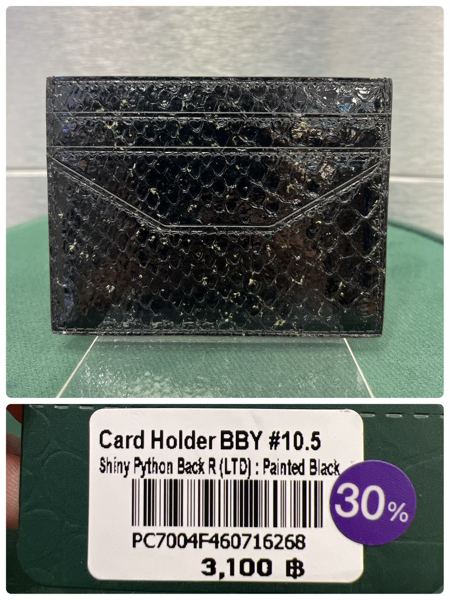 Card Holder BBY #10.5
Shiny Python Back R (LTD) : Painted Black
30%
PC7004F460716268
3,100 ฿